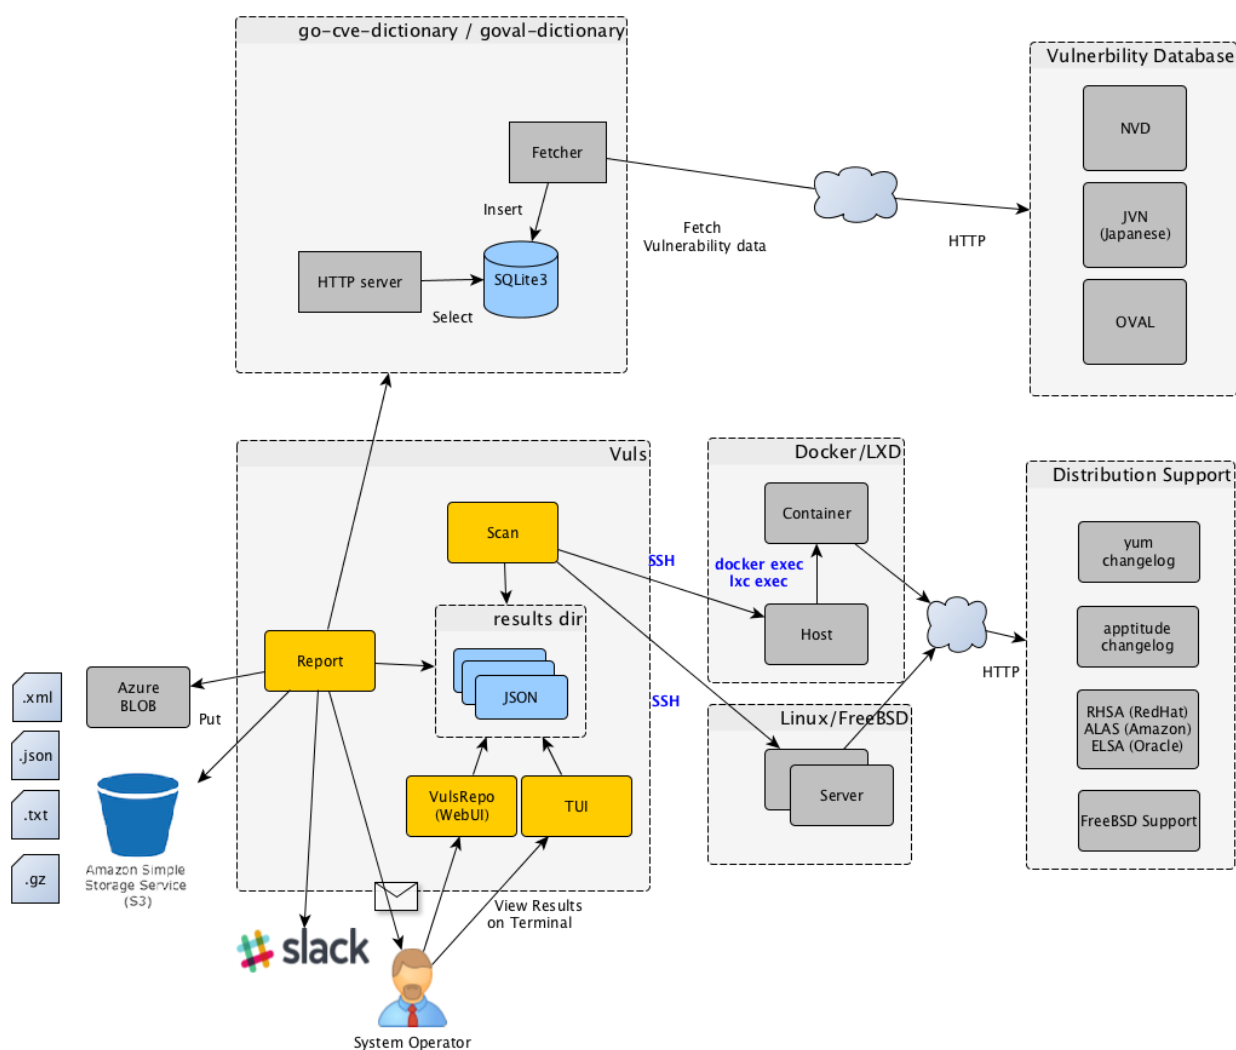 go-cve-dictionary / goval-dictionary
Vulnerbility Database
NVD
Fetcher
JVN
(Japanese)
Insert
Fetch
Vulnerability data
HTTP
HTTP server
SQLite3
Select
OVAL
Vuls
Docker/LXD
Distribution Support
Scan
Container
yum
changelog
SSH
docker exec
lxc exec
results dir
Host
apptitude
changelog
Report
HTTP
.xml
Azure
BLOB
Put
JSON
SSH
Linux/FreeBSD
RHSA (RedHat)
ALAS (Amazon)
ELSA (Oracle)
.json
VulsRepo
(WebUI)
TUI
Server
.txt
FreeBSD Support
Amazon Simple
Storage Service
(S3)
.gz
View Results
on Terminal
slack
System Operator